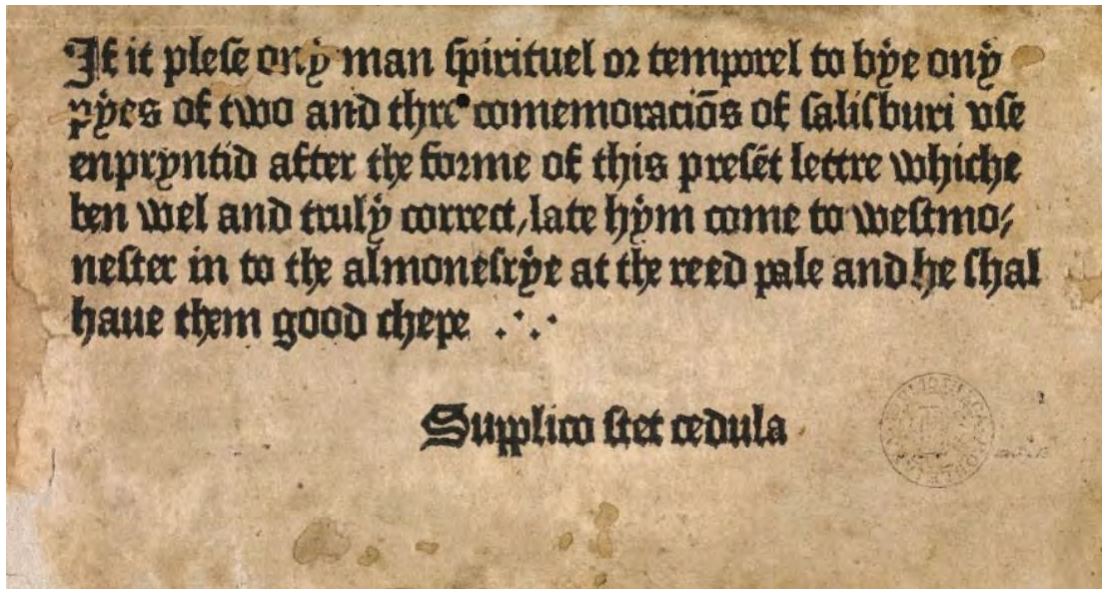 If it plese ony man spirituel or temporel to bye ony
pyes of two and thre comemoraciōs of salisburi vse
enpryntid after the forme of this presēt lettre whiche
ben wel and truly correct, late hym come to westmo/
nester in to the almonesrye at the reed pale and he shal
haue them good chepe .·.·
Supplico stet cedula